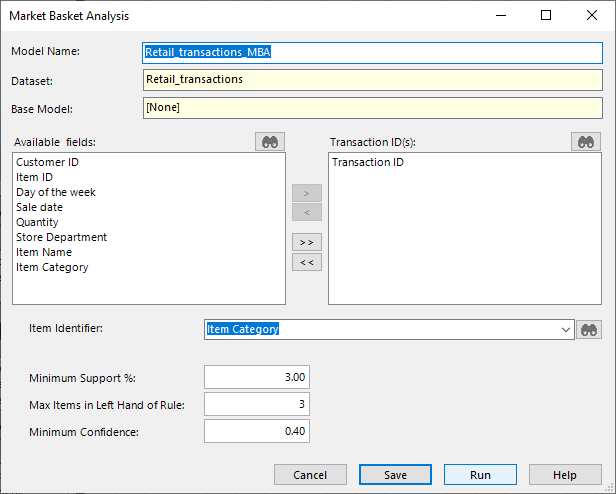 Market Basket Analysis
Model Name: Retail_transactions_MBA
Dataset: Retail_transactions
Base Model: [None]
Available fields: Transaction ID(s):
Customer ID
Item ID
Day of the week
Sale date
Quantity
Store Department
Item Name
Item Category
>
<
>>
<<
Transaction ID
Item Identifier: Item Category
Minimum Support %: 3.00
Max Items in Left Hand of Rule: 3
Minimum Confidence: 0.40
Cancel Save Run Help